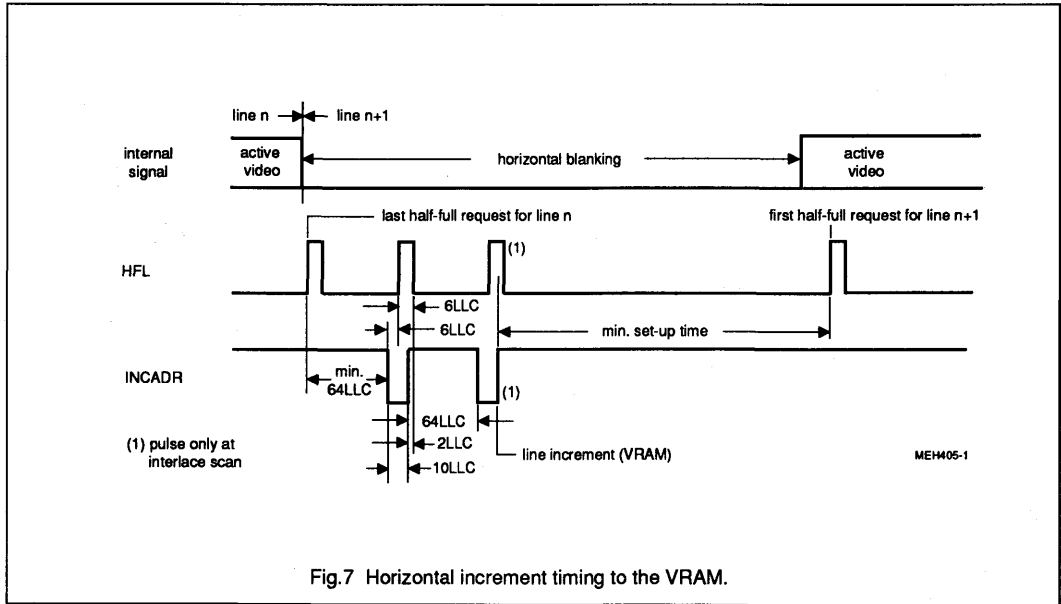 line n
line n+1
internal
signal
active
video
horizontal blanking
active
video
last half-full request for line n
first half-full request for line n+1
HFL
(1)
6LLC
6LLC
min. set-up time
INCADR
min.
64LLC
(1)
64LLC
2LLC
10LLC
line increment (VRAM)
(1) pulse only at
interlace scan
MEH405-1
Fig.7 Horizontal increment timing to the VRAM.